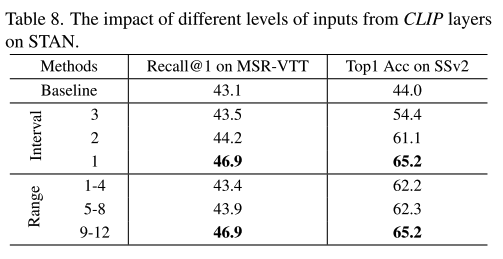 Table 8. The impact of different levels of inputs from CLIP layers
on STAN.
Methods Recall@1 on MSR-VTT Top1 Acc on SSv2
Baseline 43.1 44.0
Interval
3 43.5 54.4
2 44.2 61.1
1 46.9 65.2
Range
1-4 43.4 62.2
5-8 43.9 62.3
9-12 46.9 65.2